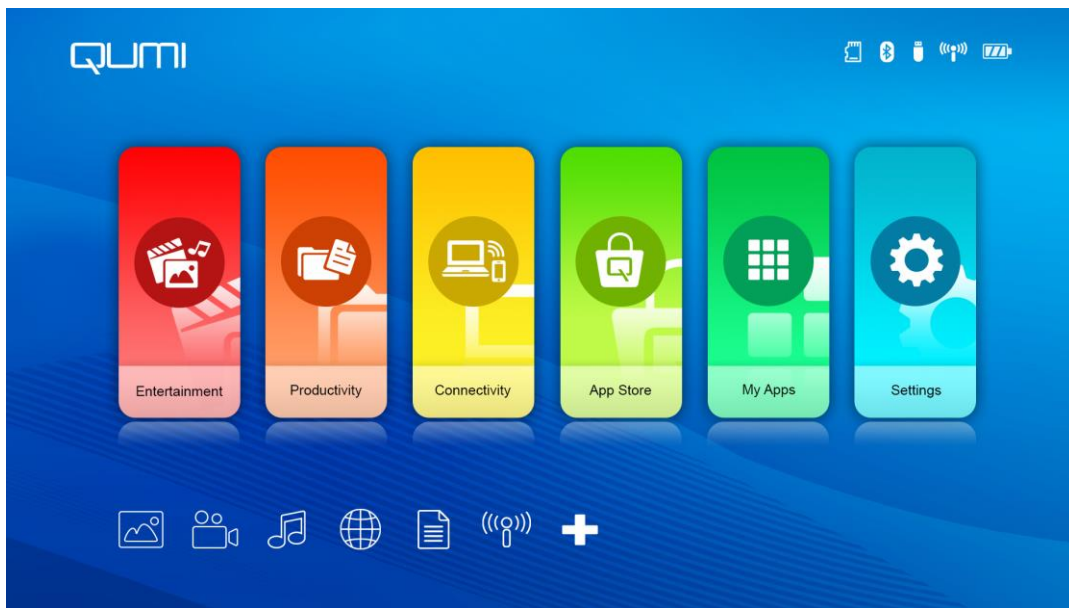 QUMI
Entertainment
Productivity
Connectivity
App Store
My Apps
Settings